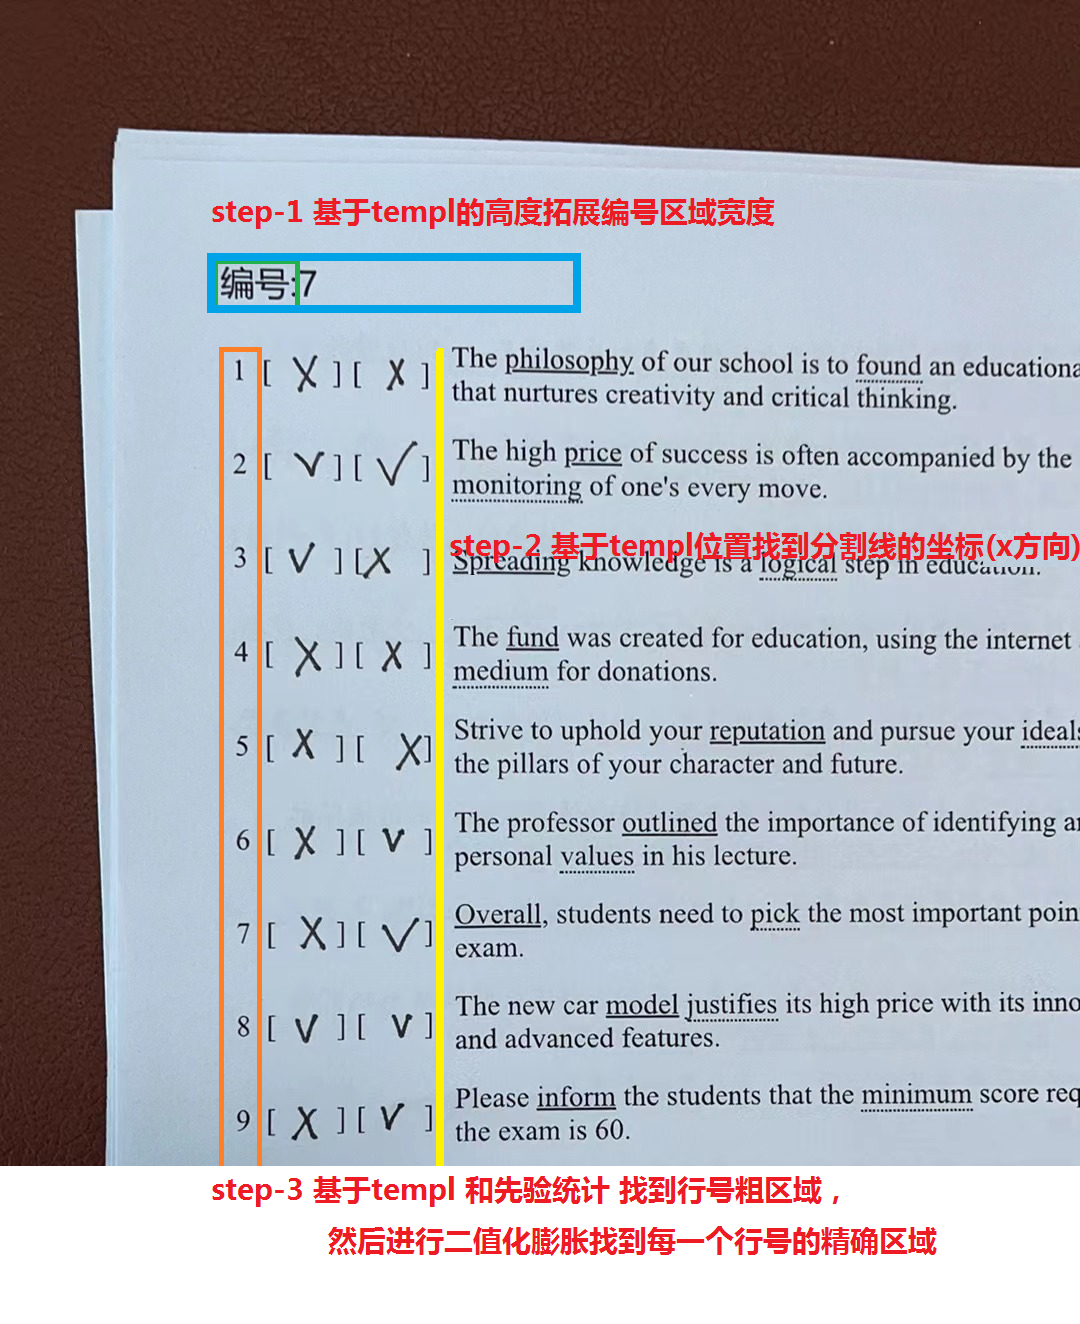 step-1 基于templ的高度拓展编号区域宽度
编号:7
1 [ X ] [ X ] The philosophy of our school is to found an educationa
that nurtures creativity and critical thinking.
2 [ √ ] [ √ ] The high price of success is often accompanied by the
monitoring of one's every move.
step-2 基于templ位置找到分割线的坐标(x方向)
3 [ √ ] [ X ] Spreading knowledge is a logical step in education.
4 [ X ] [ X ] The fund was created for education, using the internet
medium for donations.
5 [ X ] [ X ] Strive to uphold your reputation and pursue your ideals
the pillars of your character and future.
6 [ X ] [ √ ] The professor outlined the importance of identifying an
personal values in his lecture.
7 [ X ] [ √ ] Overall, students need to pick the most important poin
exam.
8 [ √ ] [ √ ] The new car model justifies its high price with its inno
and advanced features.
9 [ X ] [ √ ] Please inform the students that the minimum score req
the exam is 60.
step-3 基于templ 和先验统计 找到行号粗区域，
然后进行二值化膨胀找到每一个行号的精确区域